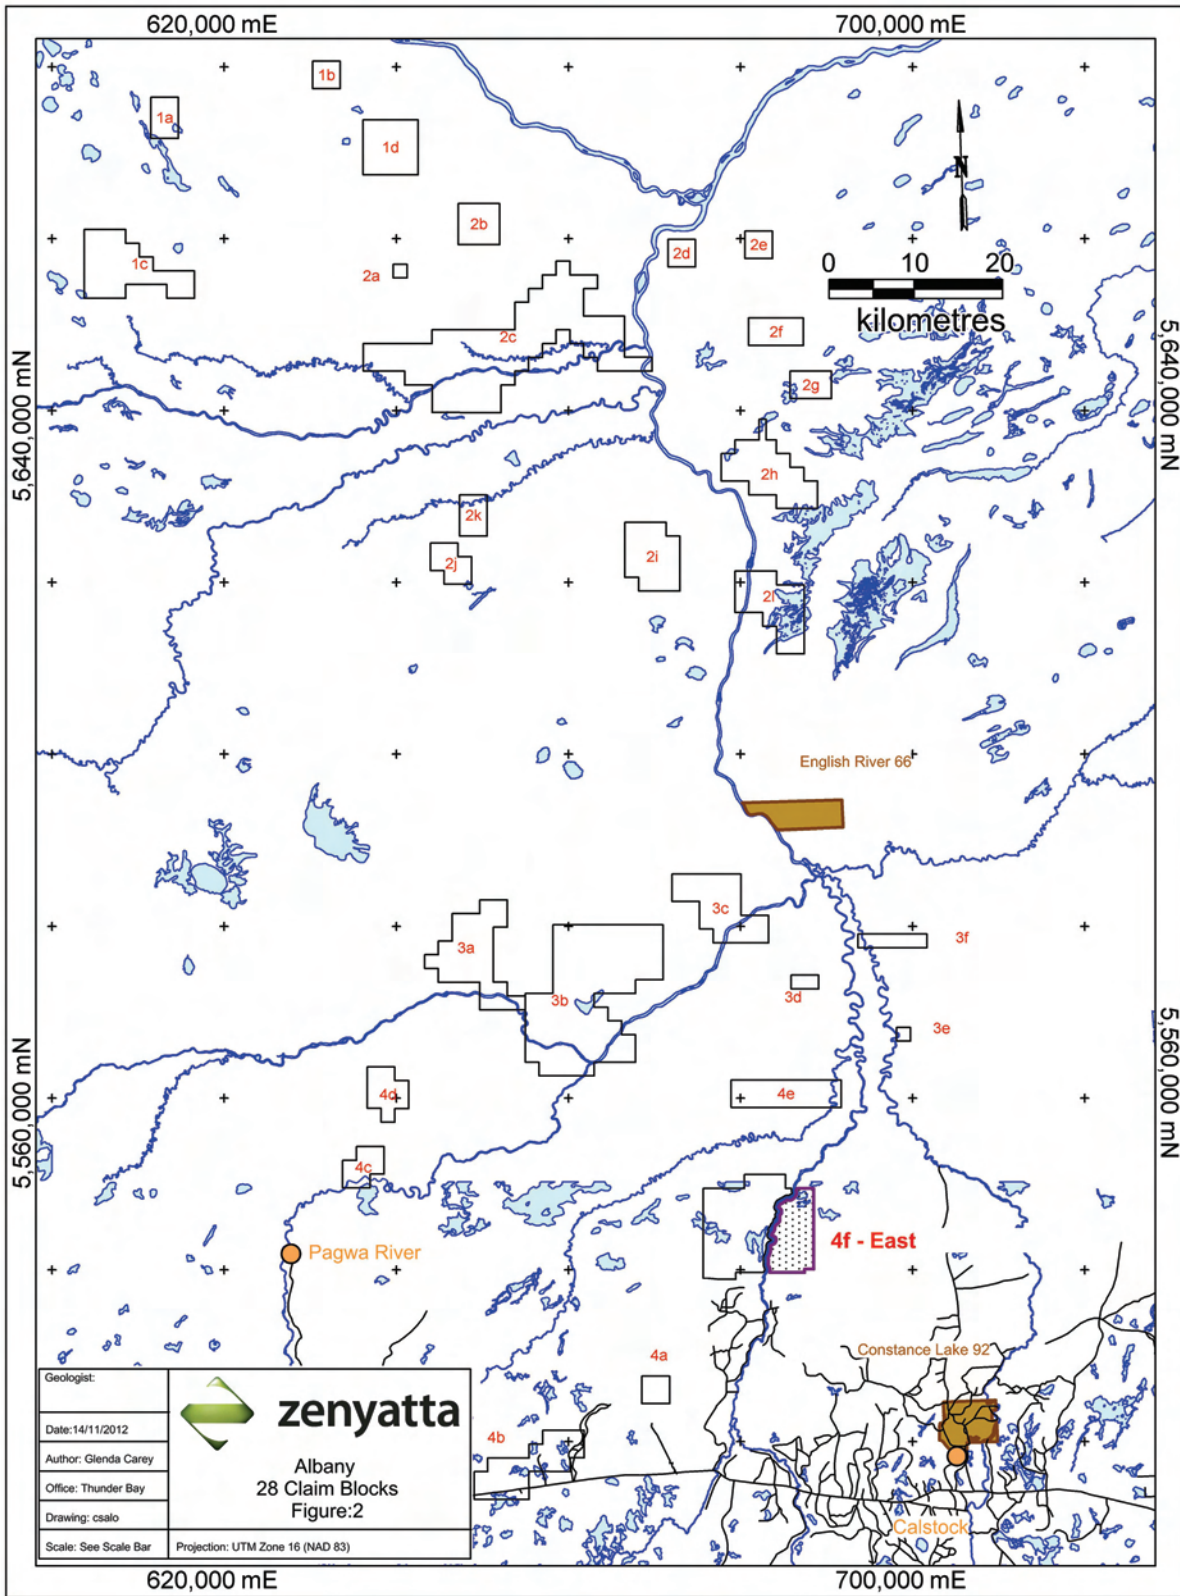 620,000 mE
700,000 mE
1b
1a
1d
N
2b
2d
2e
1c
2a
0 10 20
kilometres
2f
2c
5,640,000 mN
5,640,000 mN
2g
2h
2k
2j
2i
2l
English River 66
3c
3a
3f
3b
3d
3e
5,560,000 mN
5,560,000 mN
4d
4e
4c
4f - East
Pagwa River
Constance Lake 92
4a
4b
Calstock
Geologist:
Date:14/11/2012
Author: Glenda Carey
Office: Thunder Bay
Drawing: csalo
Scale: See Scale Bar
zenyatta
Albany
28 Claim Blocks
Figure:2
Projection: UTM Zone 16 (NAD 83)
620,000 mE
700,000 mE